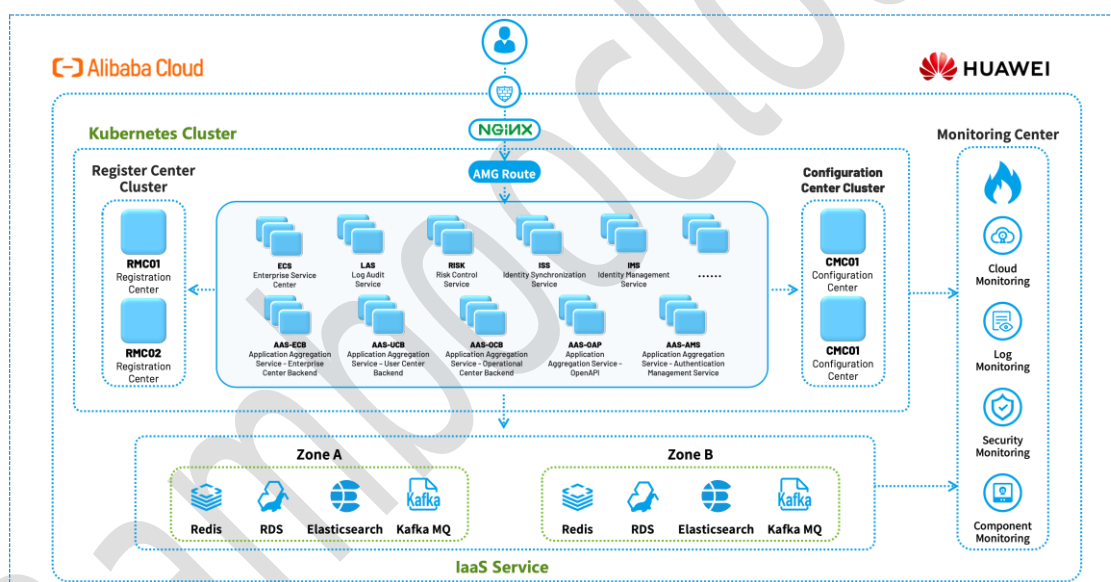 Alibaba Cloud
HUAWEI
Kubernetes Cluster
NGINX
Monitoring Center
AMG Route
Register Center
Cluster
Configuration
Center Cluster
RMC01
Registration
Center
RMC02
Registration
Center
ECS
Enterprise Service
Center
LAS
Log Audit
Service
RISK
Risk Control
Service
ISS
Identity Synchronization
Service
IMS
Identity Management
Service
......
AAS-ECB
Application Aggregation
Service – Enterprise
Center Backend
AAS-UCB
Application Aggregation
Service – User Center
Backend
AAS-OCB
Application Aggregation
Service – Operational
Center Backend
AAS-OAP
Application
Aggregation Service –
OpenAPI
AAS-AMS
Application Aggregation
Service – Authentication
Management Service
CMC01
Configuration
Center
CMC01
Configuration
Center
Cloud
Monitoring
Log
Monitoring
Security
Monitoring
Component
Monitoring
Zone A
Redis
RDS
Elasticsearch
Kafka
Kafka MQ
Zone B
Redis
RDS
Elasticsearch
Kafka
Kafka MQ
IaaS Service